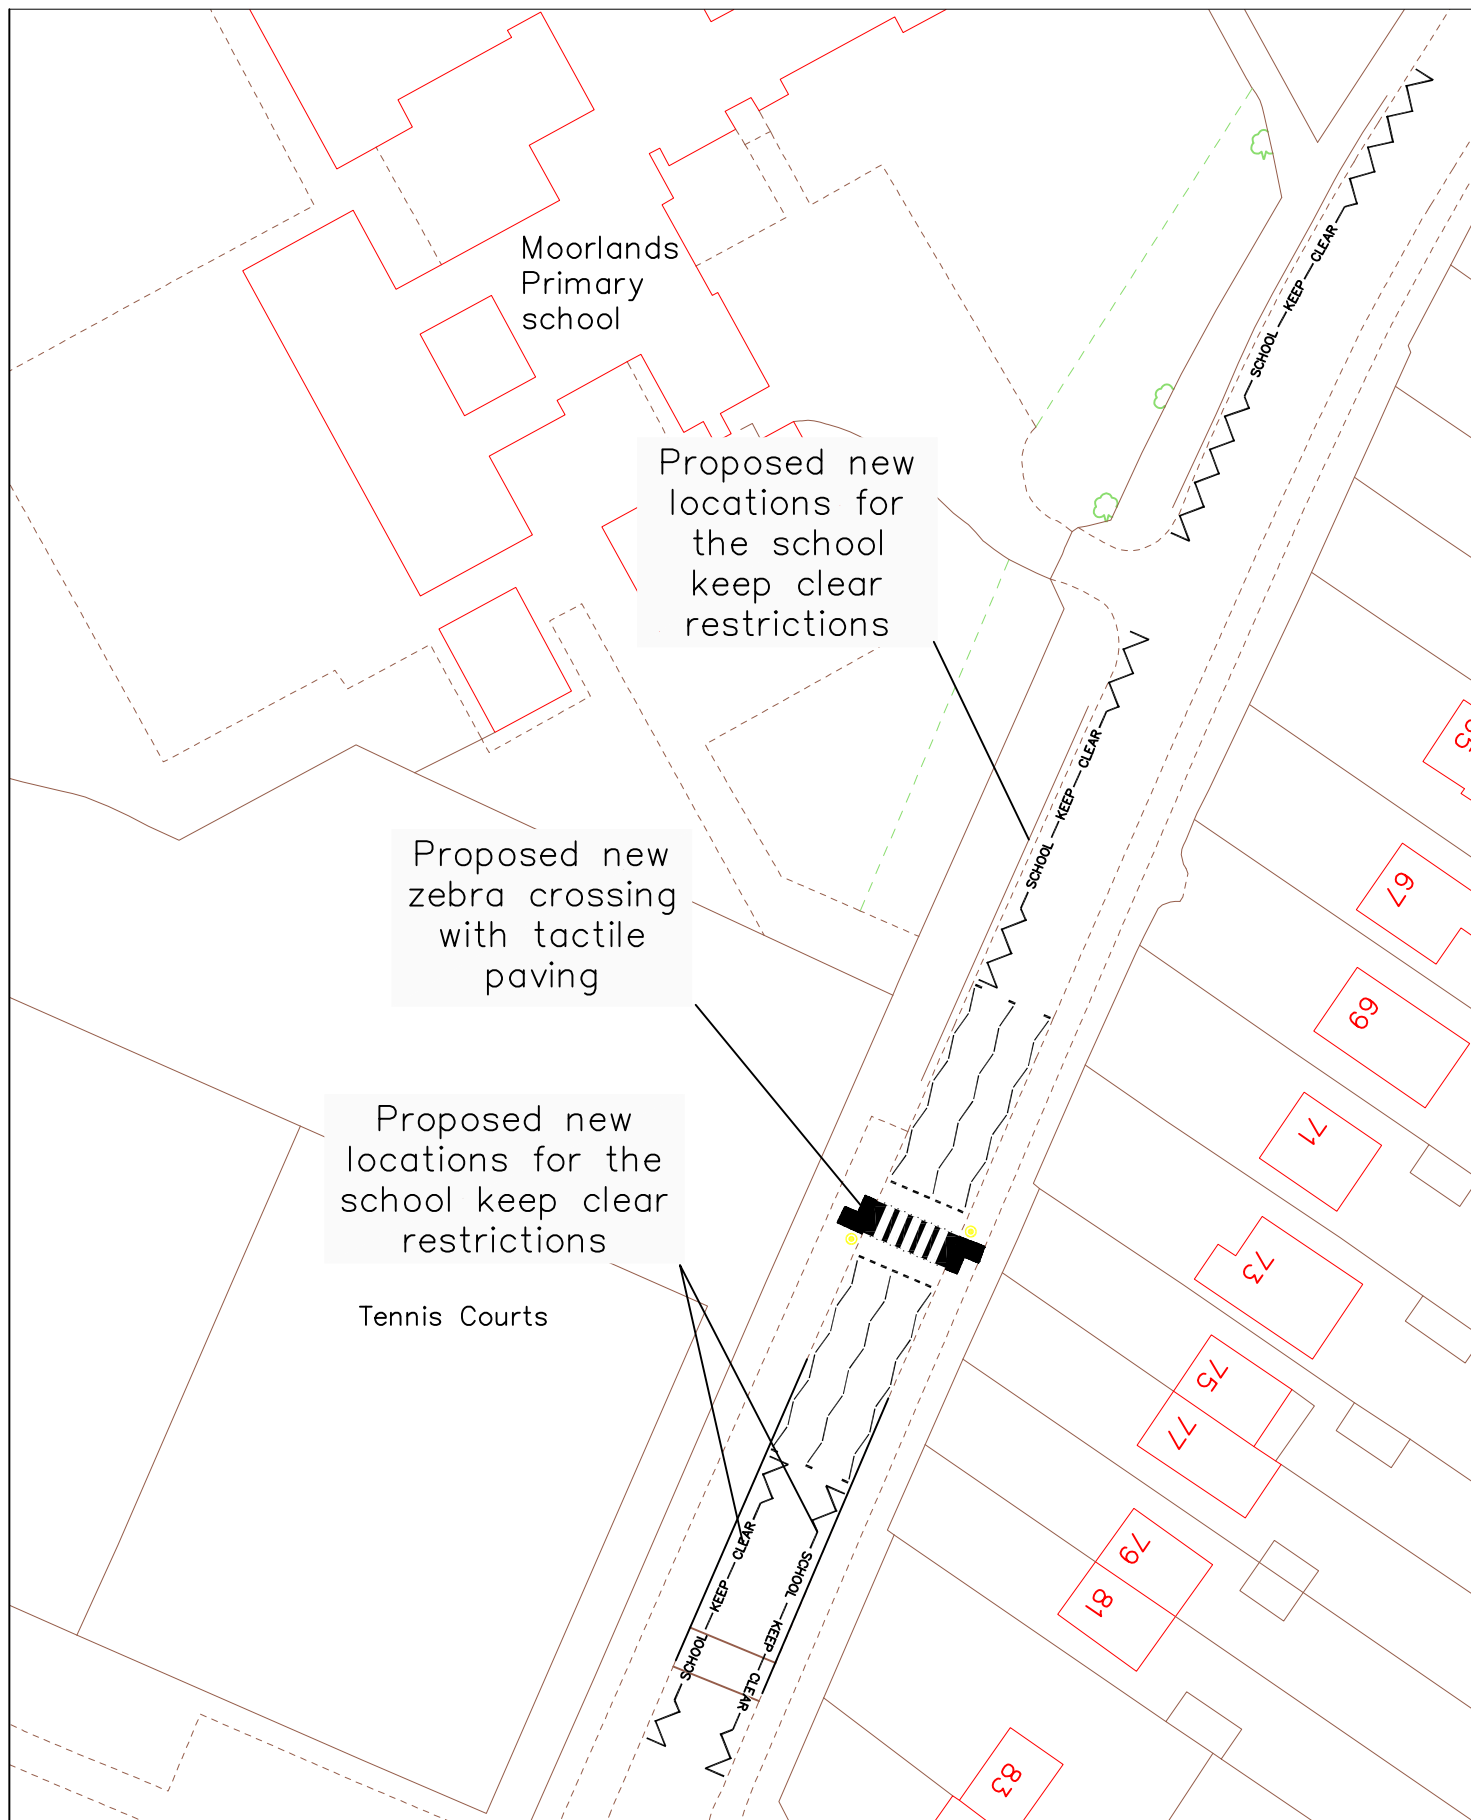 Moorlands
Primary
school
SCHOOL KEEP CLEAR
Proposed new
locations for
the school
keep clear
restrictions
SCHOOL KEEP CLEAR
Proposed new
zebra crossing
with tactile
paving
67
69
71
Proposed new
locations for the
school keep clear
restrictions
73
Tennis Courts
75
77
79
81
SCHOOL KEEP CLEAR
SCHOOL KEEP CLEAR
83